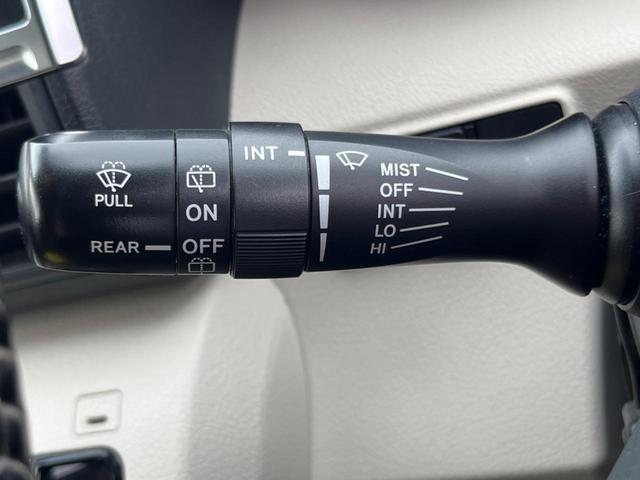 PULL
REAR
ON
OFF
INT
MIST
OFF
INT
LO
HI